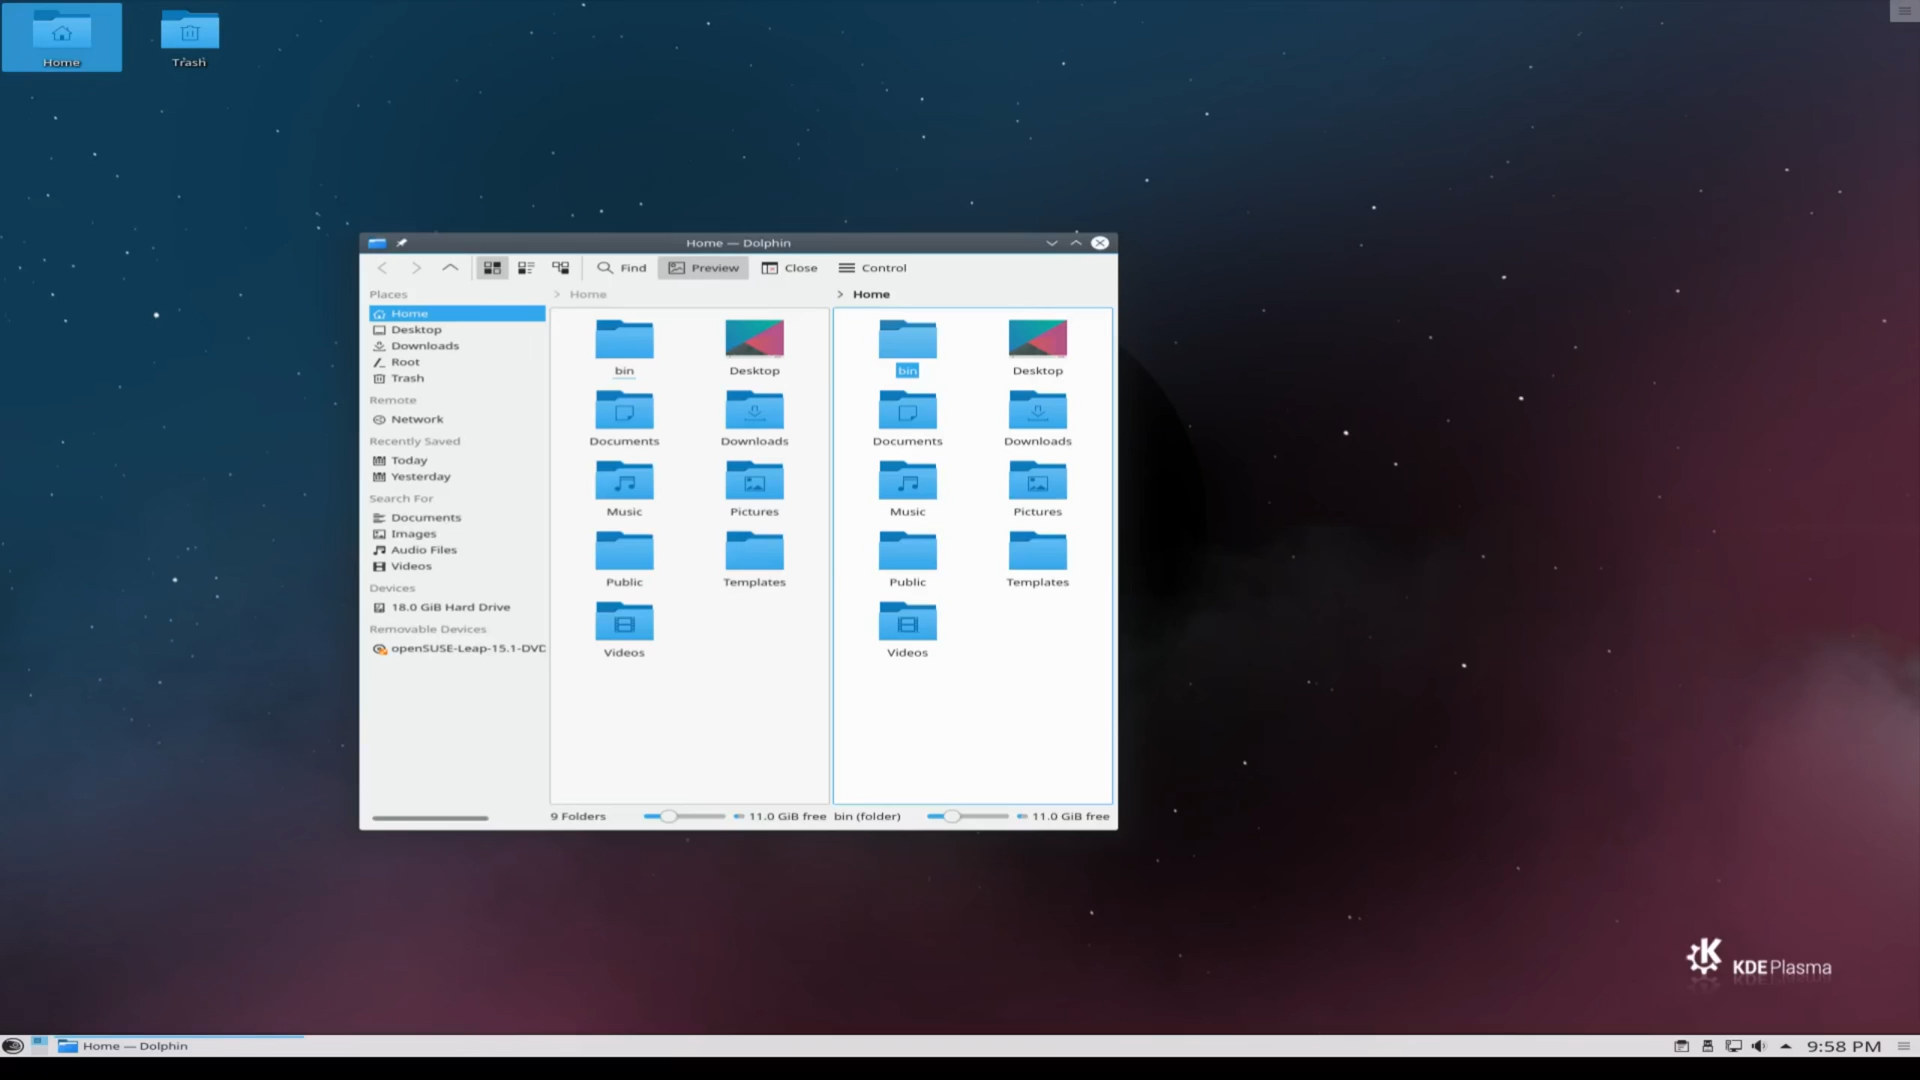 Home
Trash
Home — Dolphin
Find
Preview
Close
Control
Places
Home
Desktop
Downloads
Root
Trash
Remote
Network
Recently Saved
Today
Yesterday
Search For
Documents
Images
Audio Files
Videos
Devices
18.0 GiB Hard Drive
Removable Devices
openSUSE-Leap-15.1-DVD
> Home
bin
Desktop
Documents
Downloads
Music
Pictures
Public
Templates
Videos
9 Folders
11.0 GiB free
> Home
bin
Desktop
Documents
Downloads
Music
Pictures
Public
Templates
Videos
bin (folder)
11.0 GiB free
KDE Plasma
Home — Dolphin
9:58 PM